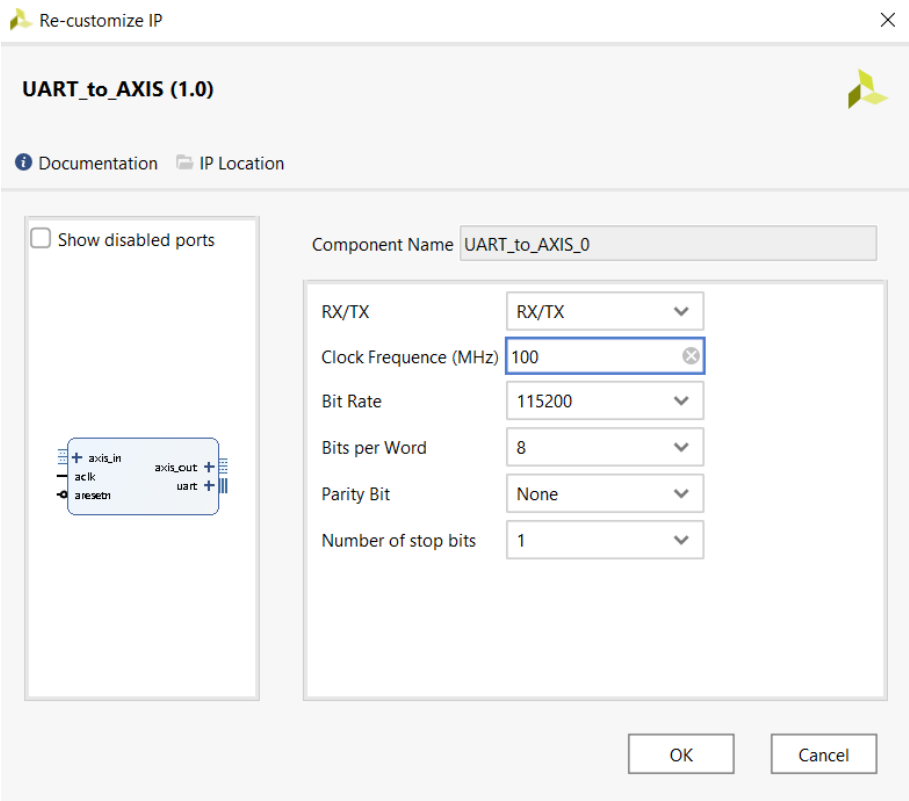 Re-customize IP
UART_to_AXIS (1.0)
Documentation IP Location
Show disabled ports
axis_in
aclk
aresetn
axis_out
uart
Component Name UART_to_AXIS_0
RX/TX RX/TX
Clock Frequence (MHz) 100
Bit Rate 115200
Bits per Word 8
Parity Bit None
Number of stop bits 1
OK Cancel